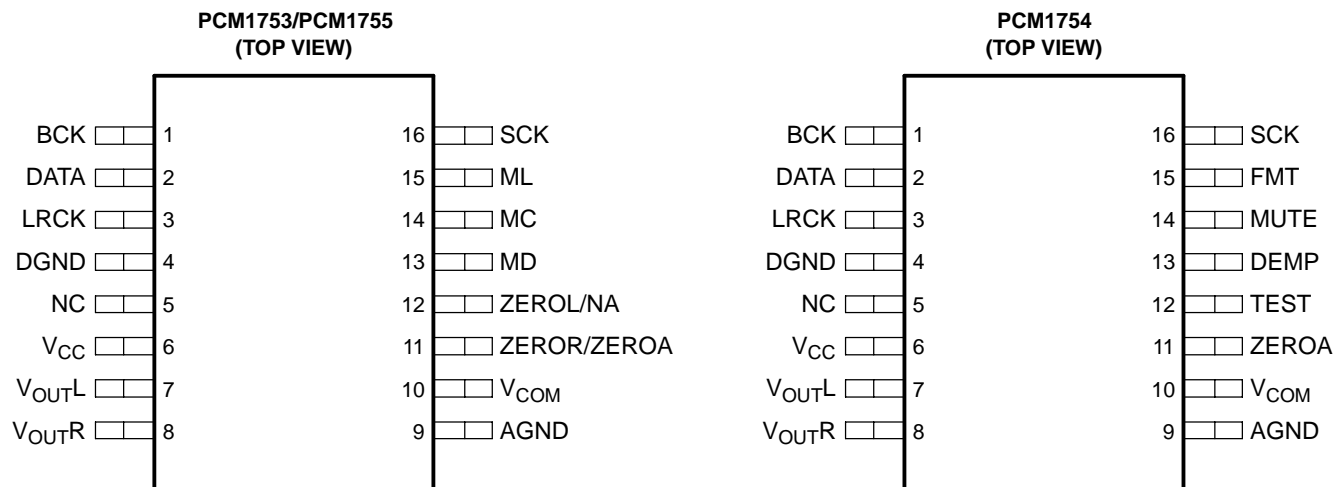 PCM1753/PCM1755
(TOP VIEW)
BCK 1 16 SCK
DATA 2 15 ML
LRCK 3 14 MC
DGND 4 13 MD
NC 5 12 ZEROL/NA
VCC 6 11 ZEROR/ZEROA
VOUTL 7 10 VCOM
VOUTR 8 9 AGND
PCM1754
(TOP VIEW)
BCK 1 16 SCK
DATA 2 15 FMT
LRCK 3 14 MUTE
DGND 4 13 DEMP
NC 5 12 TEST
VCC 6 11 ZEROA
VOUTL 7 10 VCOM
VOUTR 8 9 AGND